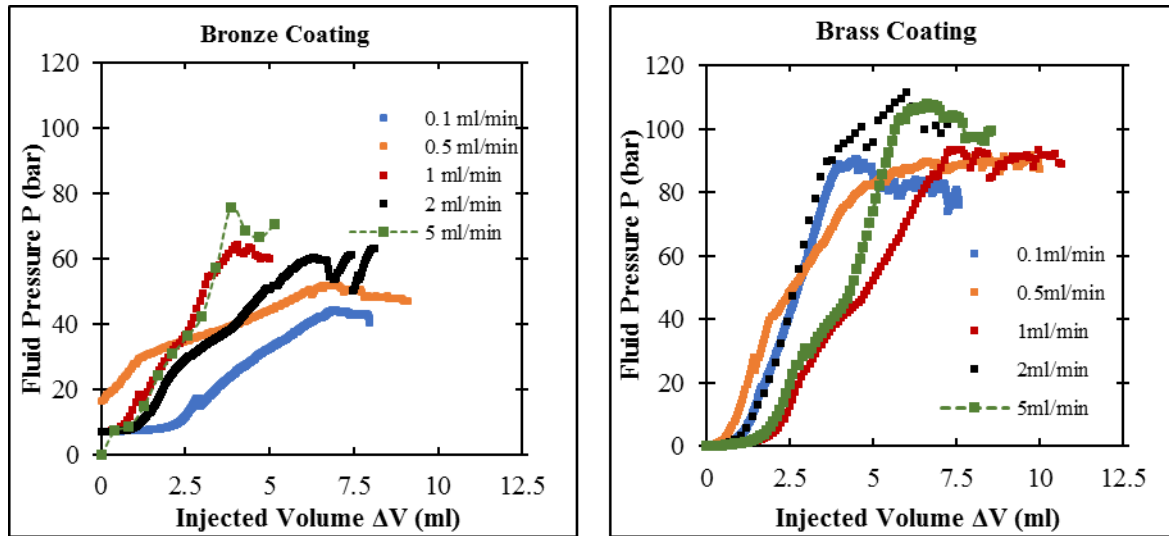 Bronze Coating
120
100
80
60
40
20
0
0 2.5 5 7.5 10 12.5
Fluid Pressure P (bar)
Injected Volume ΔV (ml)
0.1 ml/min
0.5 ml/min
1 ml/min
2 ml/min
5 ml/min
Brass Coating
120
100
80
60
40
20
0
0 2.5 5 7.5 10 12.5
Fluid Pressure P (bar)
Injected Volume ΔV (ml)
0.1ml/min
0.5ml/min
1ml/min
2ml/min
5ml/min